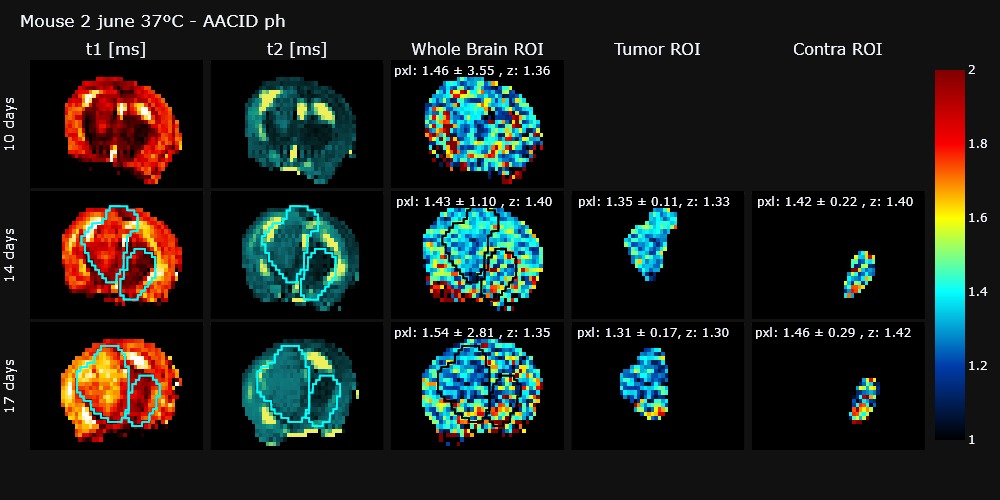 Mouse 2 june 37ºC - AACID ph
t1 [ms] t2 [ms] Whole Brain ROI Tumor ROI Contra ROI
10 days
pxl: 1.46 ± 3.55 , z: 1.36
14 days
pxl: 1.43 ± 1.10 , z: 1.40
pxl: 1.35 ± 0.11, z: 1.33
pxl: 1.42 ± 0.22 , z: 1.40
17 days
pxl: 1.54 ± 2.81 , z: 1.35
pxl: 1.31 ± 0.17, z: 1.30
pxl: 1.46 ± 0.29 , z: 1.42
2
1.8
1.6
1.4
1.2
1